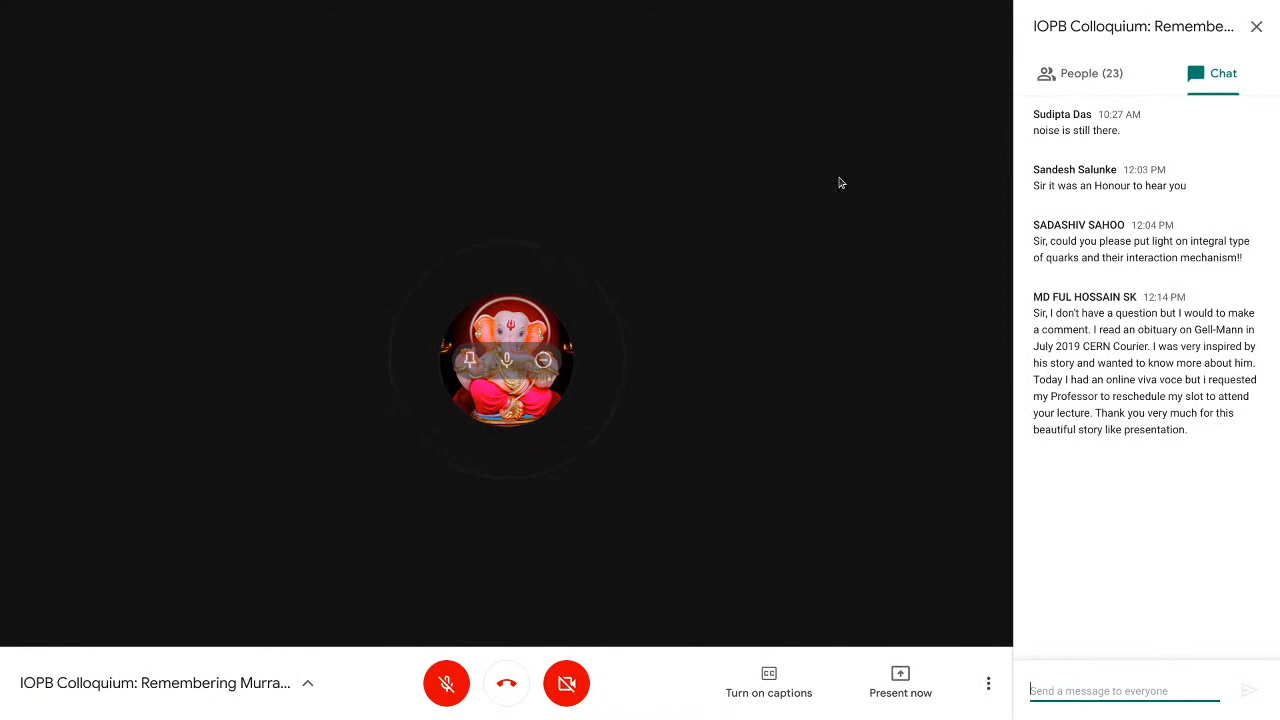 IOPB Colloquium: Remembe...
People (23)
Chat
Sudipta Das 10:27 AM
noise is still there.
Sandesh Salunke 12:03 PM
Sir it was an Honour to hear you
SADASHIV SAHOO 12:04 PM
Sir, could you please put light on integral type
of quarks and their interaction mechanism!!
MD FUL HOSSAIN SK 12:14 PM
Sir, I don't have a question but I would to make
a comment. I read an obituary on Gell-Mann in
July 2019 CERN Courier. I was very inspired by
his story and wanted to know more about him.
Today I had an online viva voce but i requested
my Professor to reschedule my slot to attend
your lecture. Thank you very much for this
beautiful story like presentation.
IOPB Colloquium: Remembering Murra...
CC
Turn on captions
Present now
Send a message to everyone